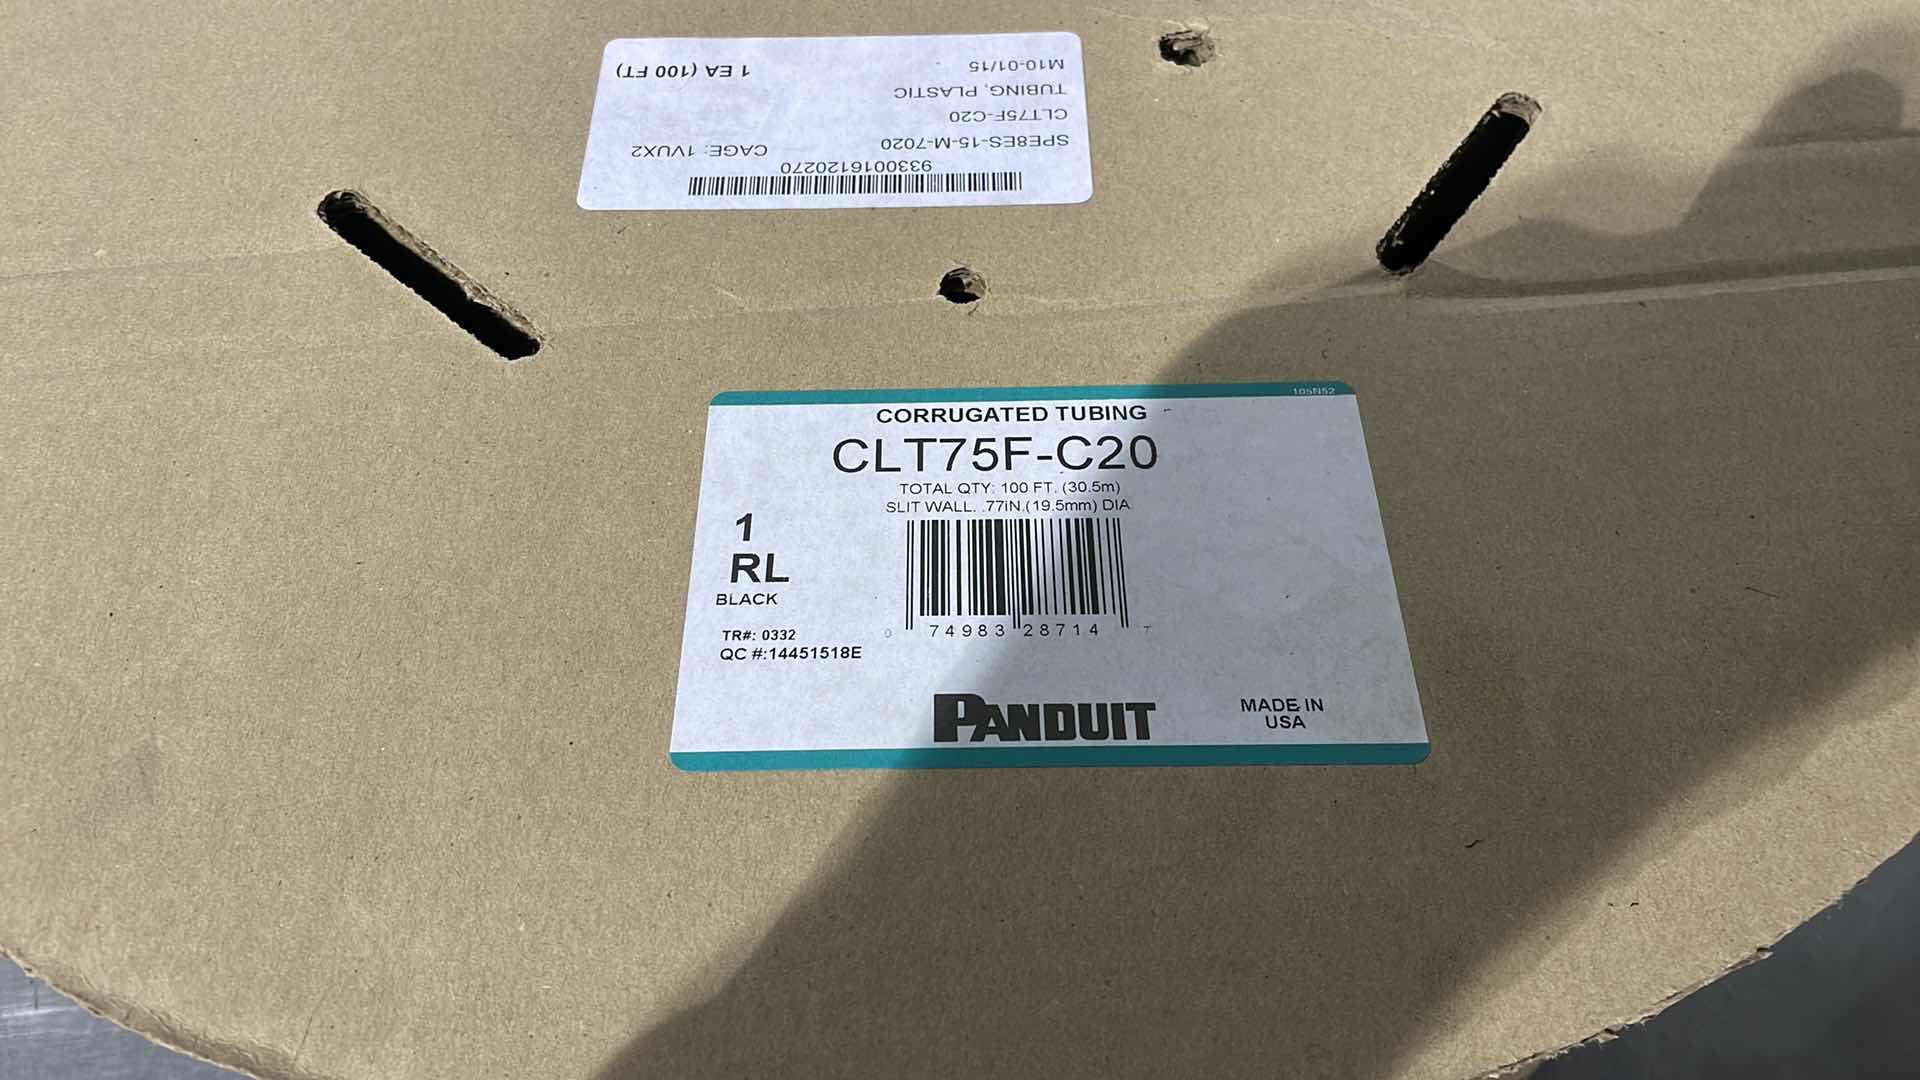 9330016120270
SPE8ES-15-M-7020 CAGE: 1VUX2
CLT75F-C20
TUBING, PLASTIC
M10-01/15 1 EA (100 FT)
105N52
CORRUGATED TUBING
CLT75F-C20
TOTAL QTY: 100 FT. (30.5m)
SLIT WALL. .77IN.(19.5mm) DIA
1
RL
BLACK
TR#: 0332
QC #:14451518E
0 74983 28714 7
PANDUIT
MADE IN
USA